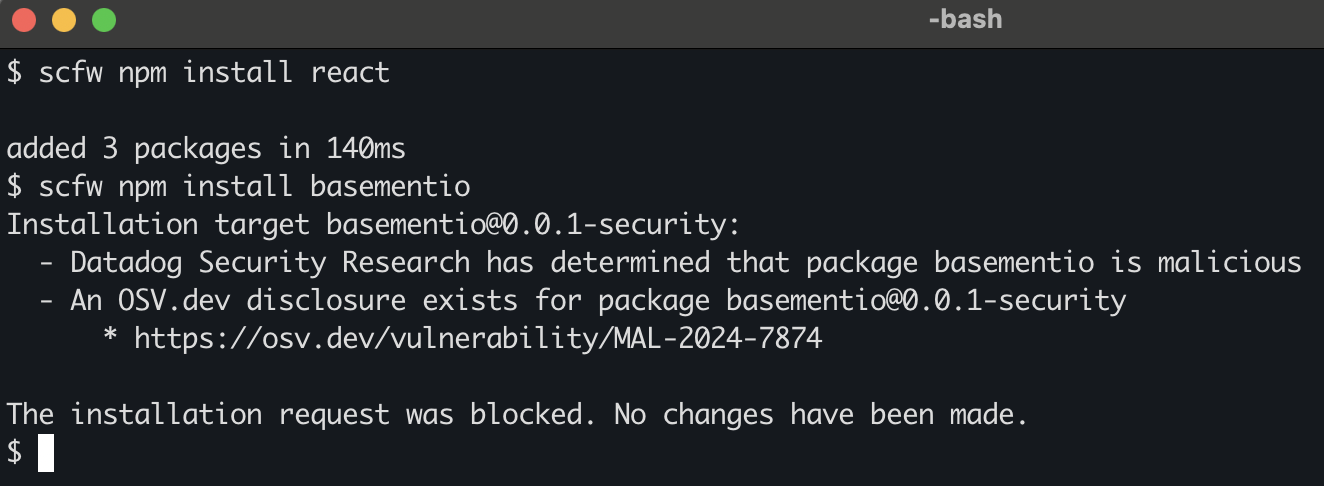 -bash
$ scfw npm install react
added 3 packages in 140ms
$ scfw npm install basementio
Installation target basementio@0.0.1-security:
  - Datadog Security Research has determined that package basementio is malicious
  - An OSV.dev disclosure exists for package basementio@0.0.1-security
      * https://osv.dev/vulnerability/MAL-2024-7874
The installation request was blocked. No changes have been made.
$